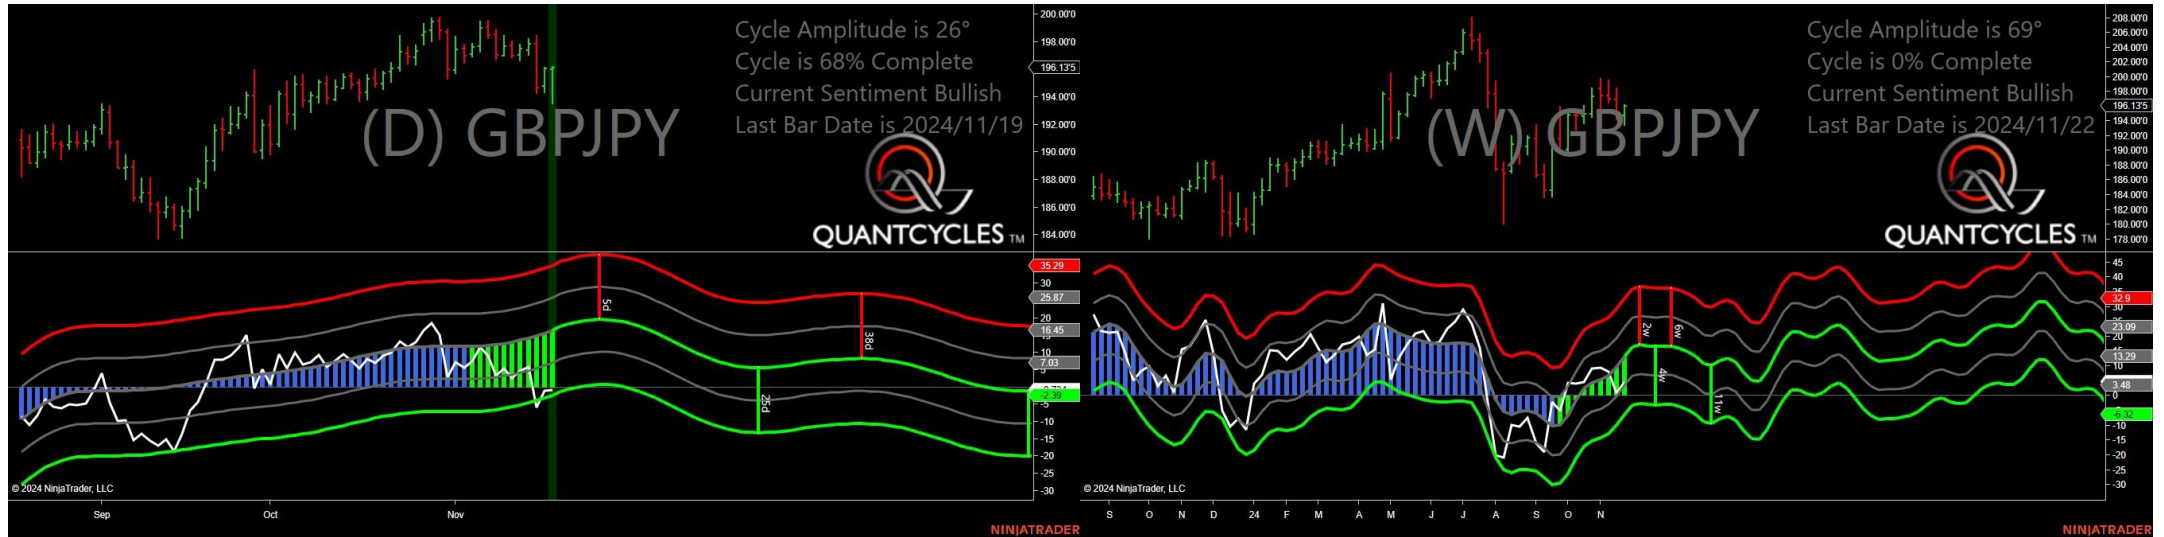 Cycle Amplitude is 26°
Cycle is 68% Complete
Current Sentiment Bullish
Last Bar Date is 2024/11/19
(D) GBPJPY
QUANTCYCLES TM
200.00'0
198.00'0
196.13'5
194.00'0
192.00'0
190.00'0
188.00'0
186.00'0
184.00'0
35.29
30
25.87
20
16.45
10
7.03
-2.39
-5
-10
-15
-20
-25
-30
5d
38d
25d
© 2024 NinjaTrader, LLC
Sep
Oct
Nov
NINJATRADER
Cycle Amplitude is 69°
Cycle is 0% Complete
Current Sentiment Bullish
Last Bar Date is 2024/11/22
(W) GBPJPY
QUANTCYCLES TM
208.00'0
206.00'0
204.00'0
202.00'0
200.00'0
198.00'0
196.13'5
194.00'0
192.00'0
190.00'0
188.00'0
186.00'0
184.00'0
182.00'0
180.00'0
178.00'0
45
40
32.9
30
23.09
20
13.29
3.48
0
-6.32
-10
-15
-20
-25
-30
2w
6w
4w
11w
© 2024 NinjaTrader, LLC
S O N D 24 F M A M J J A S O N
NINJATRADER